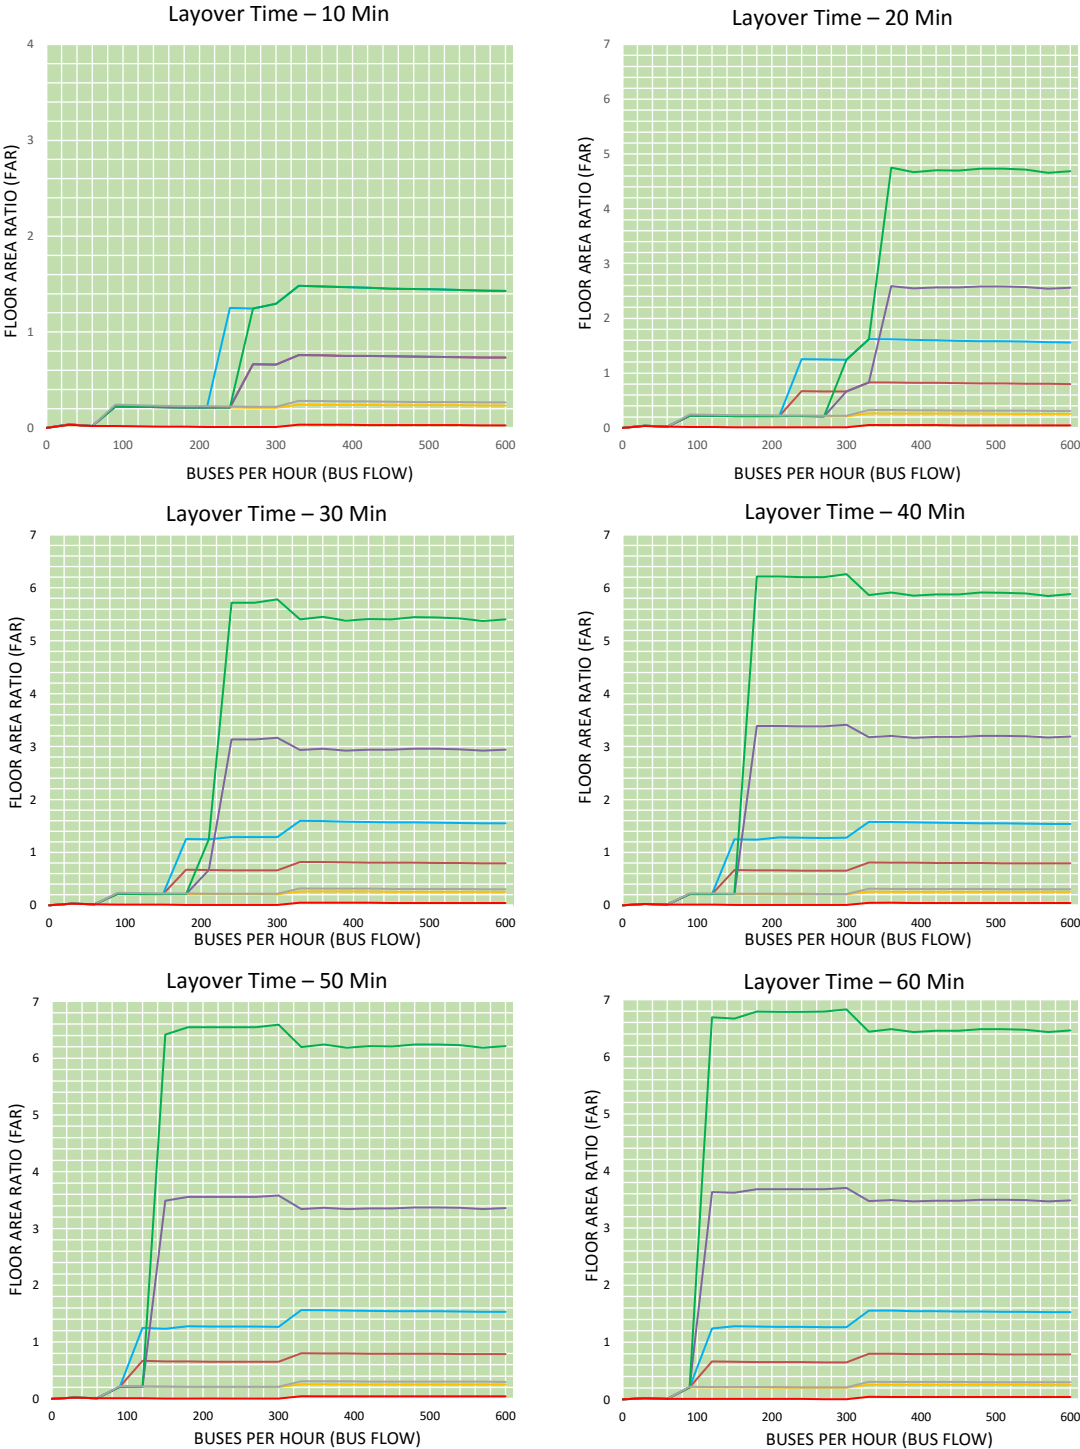 Layover Time – 10 Min
4
3
2
1
0
0 100 200 300 400 500 600
FLOOR AREA RATIO (FAR)
BUSES PER HOUR (BUS FLOW)
Layover Time – 20 Min
7
6
5
4
3
2
1
0
0 100 200 300 400 500 600
FLOOR AREA RATIO (FAR)
BUSES PER HOUR (BUS FLOW)
Layover Time – 30 Min
7
6
5
4
3
2
1
0
0 100 200 300 400 500 600
FLOOR AREA RATIO (FAR)
BUSES PER HOUR (BUS FLOW)
Layover Time – 40 Min
7
6
5
4
3
2
1
0
0 100 200 300 400 500 600
FLOOR AREA RATIO (FAR)
BUSES PER HOUR (BUS FLOW)
Layover Time – 50 Min
7
6
5
4
3
2
1
0
0 100 200 300 400 500 600
FLOOR AREA RATIO (FAR)
BUSES PER HOUR (BUS FLOW)
Layover Time – 60 Min
7
6
5
4
3
2
1
0
0 100 200 300 400 500 600
FLOOR AREA RATIO (FAR)
BUSES PER HOUR (BUS FLOW)